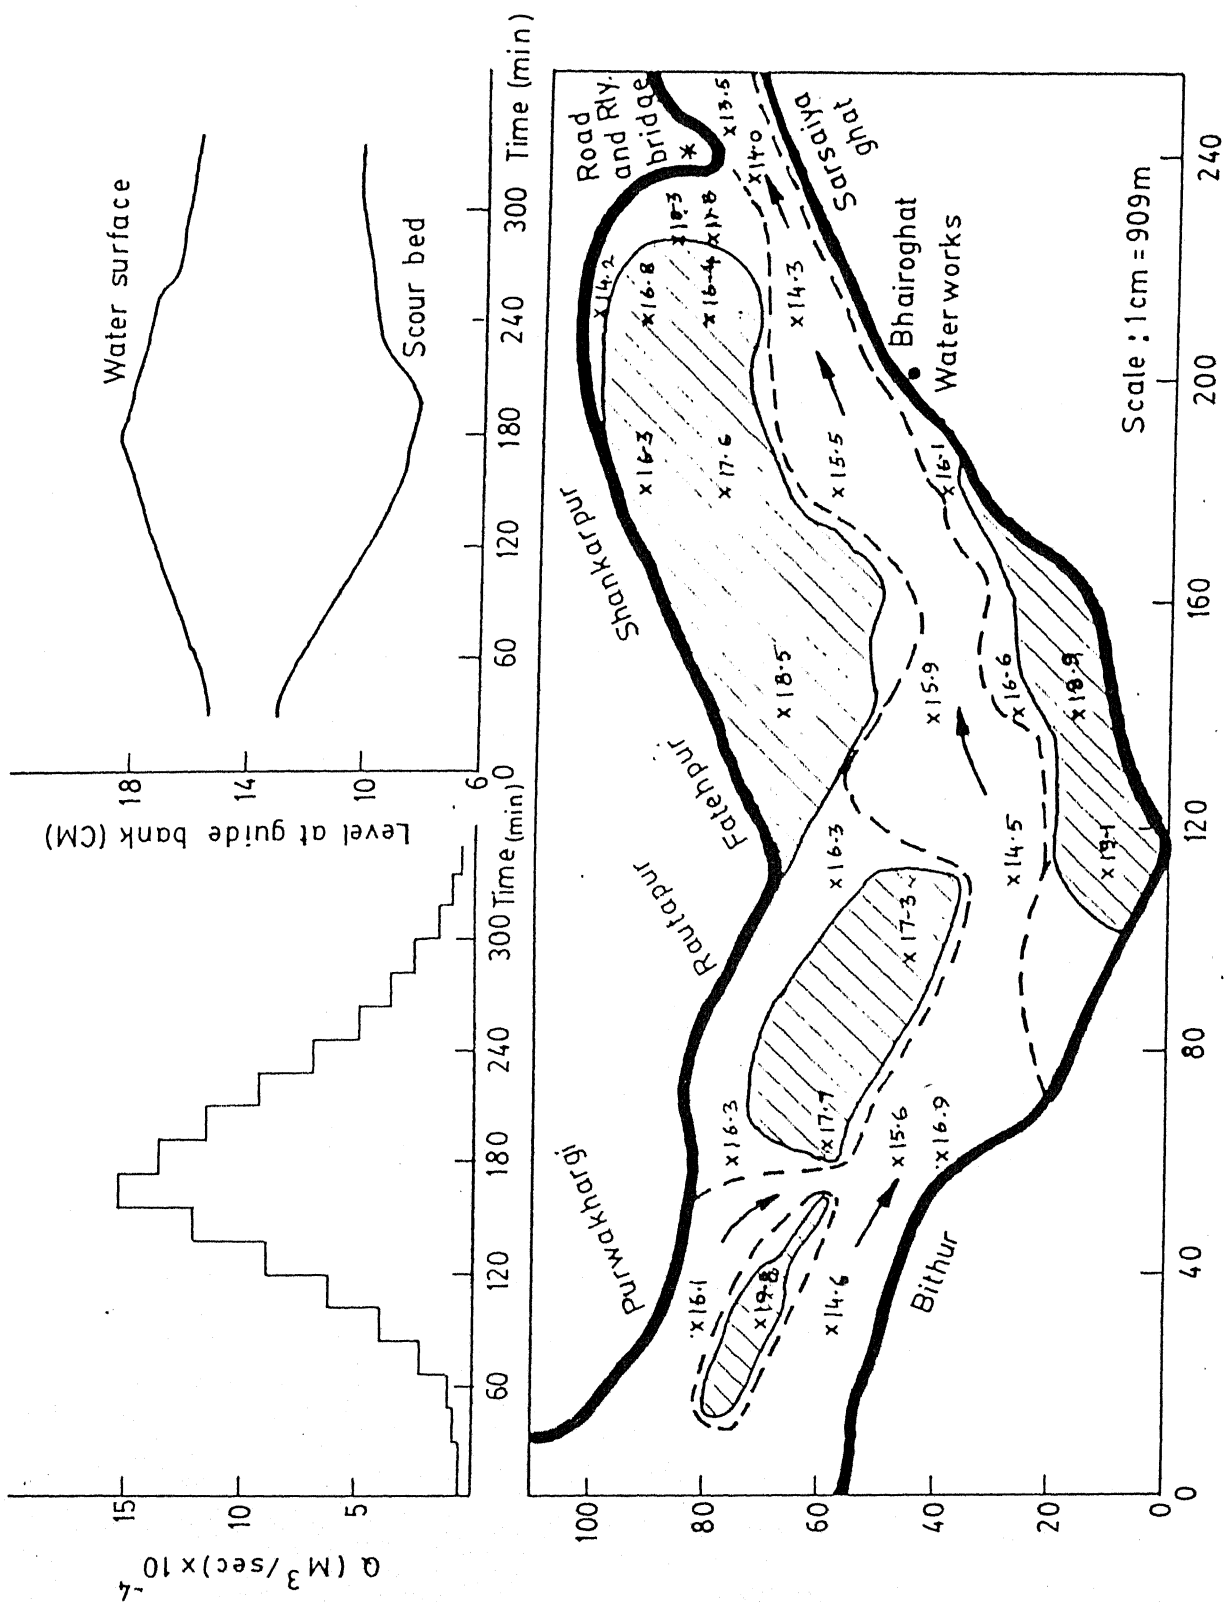 Q (M³/sec) x 10⁻⁴
15
10
5
60
120
180
240
300
Time (min)
Level at guide bank (CM)
18
10
6
0
60
120
180
240
300
Time (min)
Water surface
Scour bed
Purwakhargi
Rautapur
Fatehpur
Shankarpur
Road
and Rly.
bridge
Sarsaiya
ghat
Bhairoghat
Water works
Bithur
Scale : 1cm = 909m
x16.1
x19.8
x14.6
x16.3
x17.7
x15.6
x16.9
x17.3
x16.3
x14.5
x19.1
x18.5
x15.9
x16.6
x18.9
x16.3
x17.6
x15.5
x16.1
x14.2
x16.8
x16.4
x14.3
x18.3
x17.8
x14.0
x13.5
100
80
60
40
20
0
0
40
80
120
160
200
240